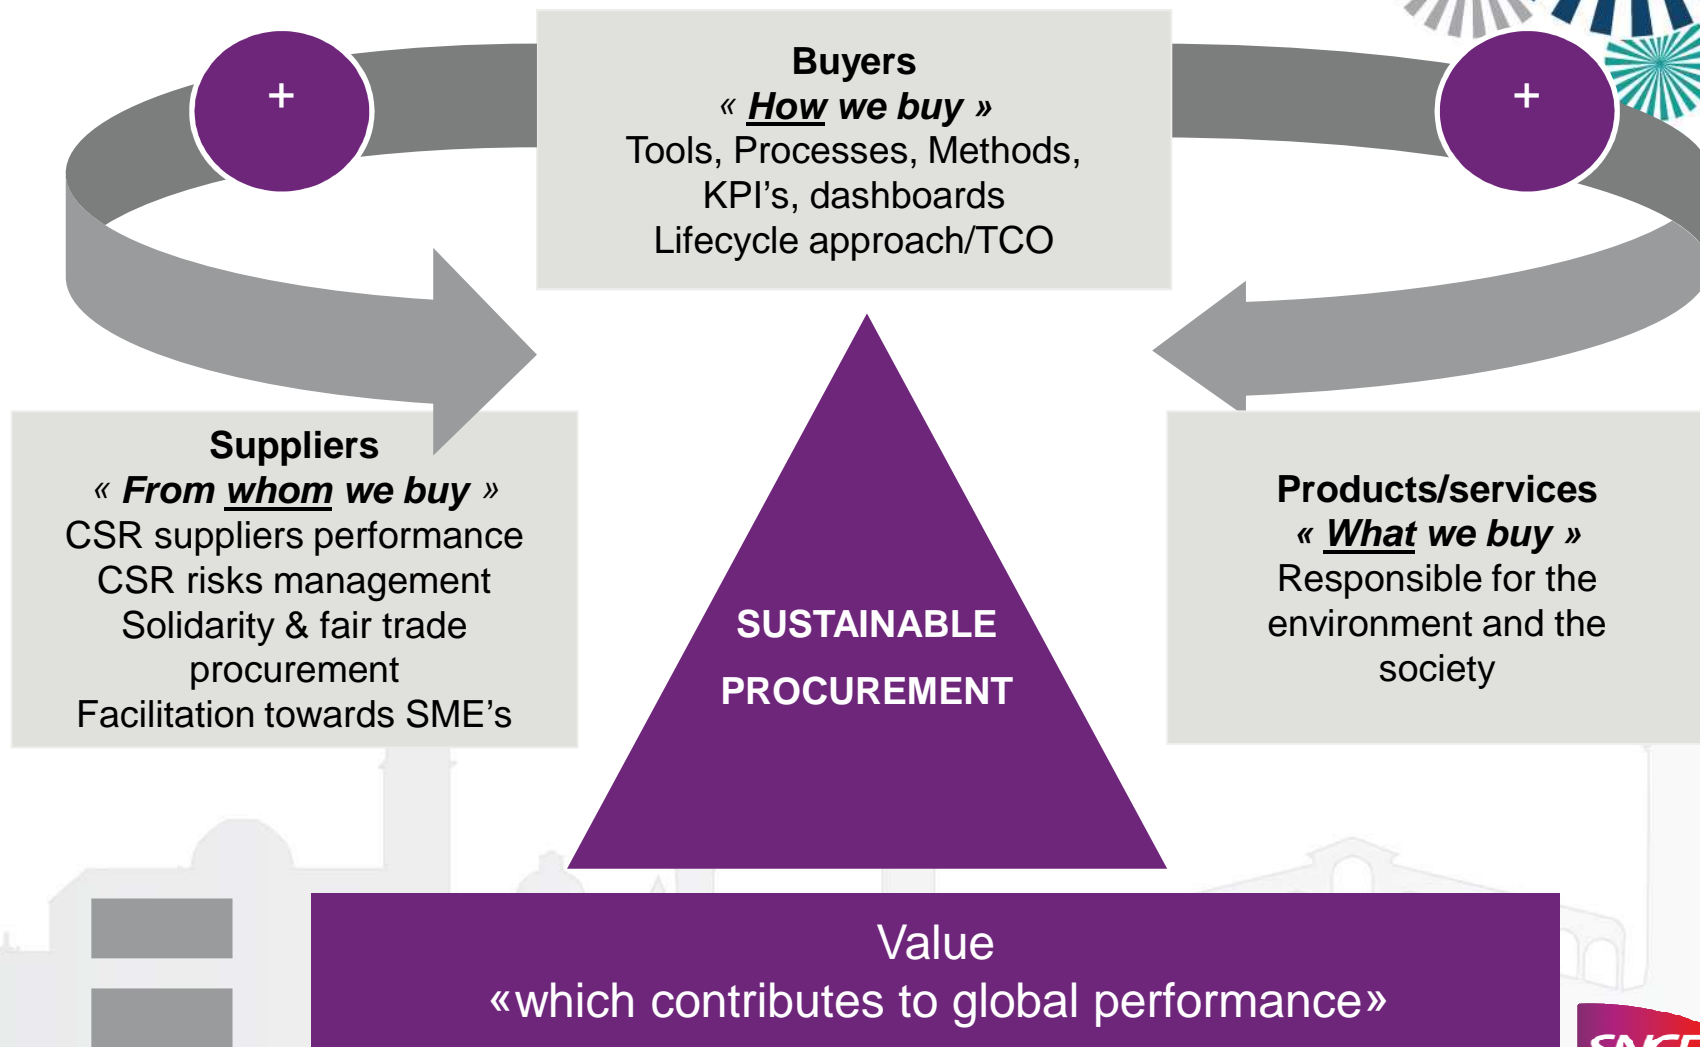 +
Buyers
« How we buy »
Tools, Processes, Methods,
KPI’s, dashboards
Lifecycle approach/TCO
+
Suppliers
« From whom we buy »
CSR suppliers performance
CSR risks management
Solidarity & fair trade
procurement
Facilitation towards SME’s
SUSTAINABLE
PROCUREMENT
Products/services
« What we buy »
Responsible for the
environment and the
society
Value
«which contributes to global performance»